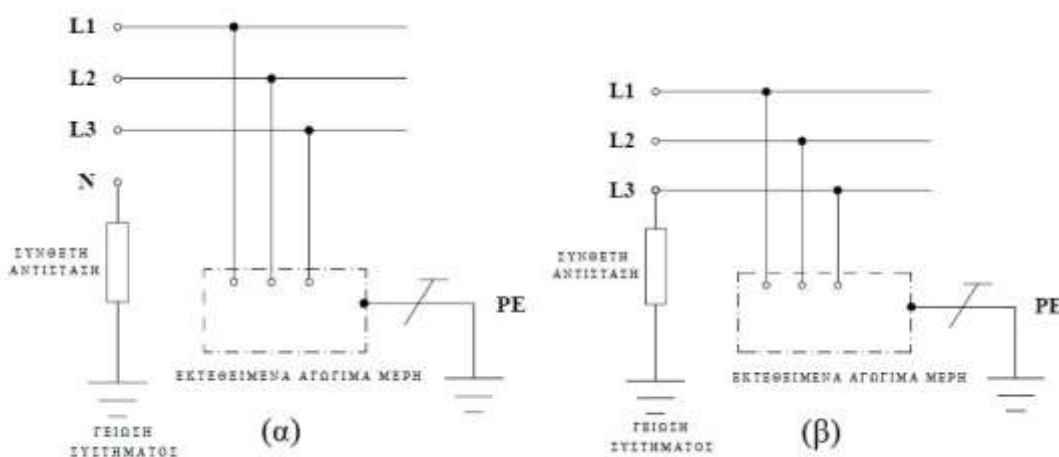 L1
L2
L3
N
ΣΥΝΘΕΤΗ
ΑΝΤΙΣΤΑΣΗ
PE
ΕΚΤΕΘΕΙΜΕΝΑ ΑΓΩΓΙΜΑ ΜΕΡΗ
ΓΕΙΩΣΗ
ΣΥΣΤΗΜΑΤΟΣ
(α)
L1
L2
L3
ΣΥΝΘΕΤΗ
ΑΝΤΙΣΤΑΣΗ
PE
ΕΚΤΕΘΕΙΜΕΝΑ ΑΓΩΓΙΜΑ ΜΕΡΗ
ΓΕΙΩΣΗ
ΣΥΣΤΗΜΑΤΟΣ
(β)